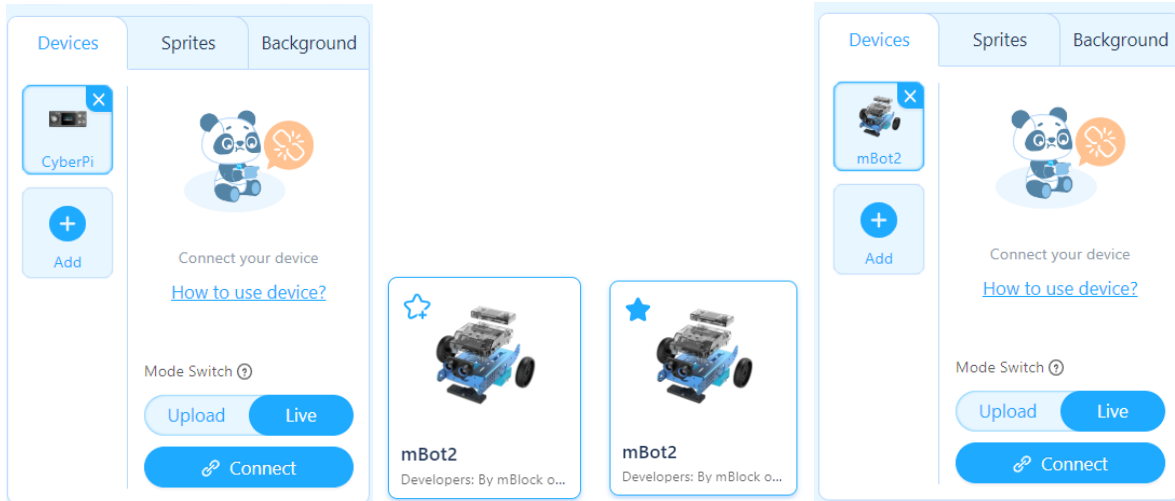 Devices Sprites Background
CyberPi
Add
Connect your device
How to use device?
Mode Switch ?
Upload Live
Connect
mBot2
Developers: By mBlock o...
mBot2
Developers: By mBlock o...
Devices Sprites Background
mBot2
Add
Connect your device
How to use device?
Mode Switch ?
Upload Live
Connect